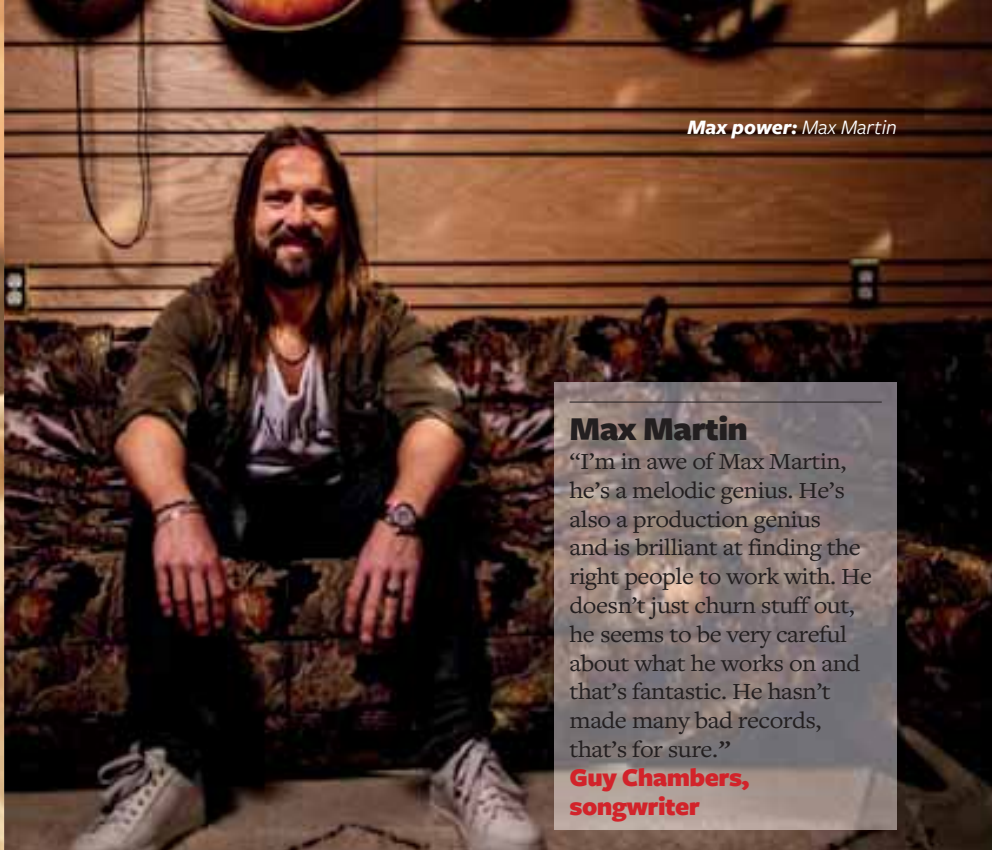 Max power: Max Martin
Max Martin
“I’m in awe of Max Martin,
he’s a melodic genius. He’s
also a production genius
and is brilliant at finding the
right people to work with. He
doesn’t just churn stuff out,
he seems to be very careful
about what he works on and
that’s fantastic. He hasn’t
made many bad records,
that’s for sure.”
Guy Chambers,
songwriter